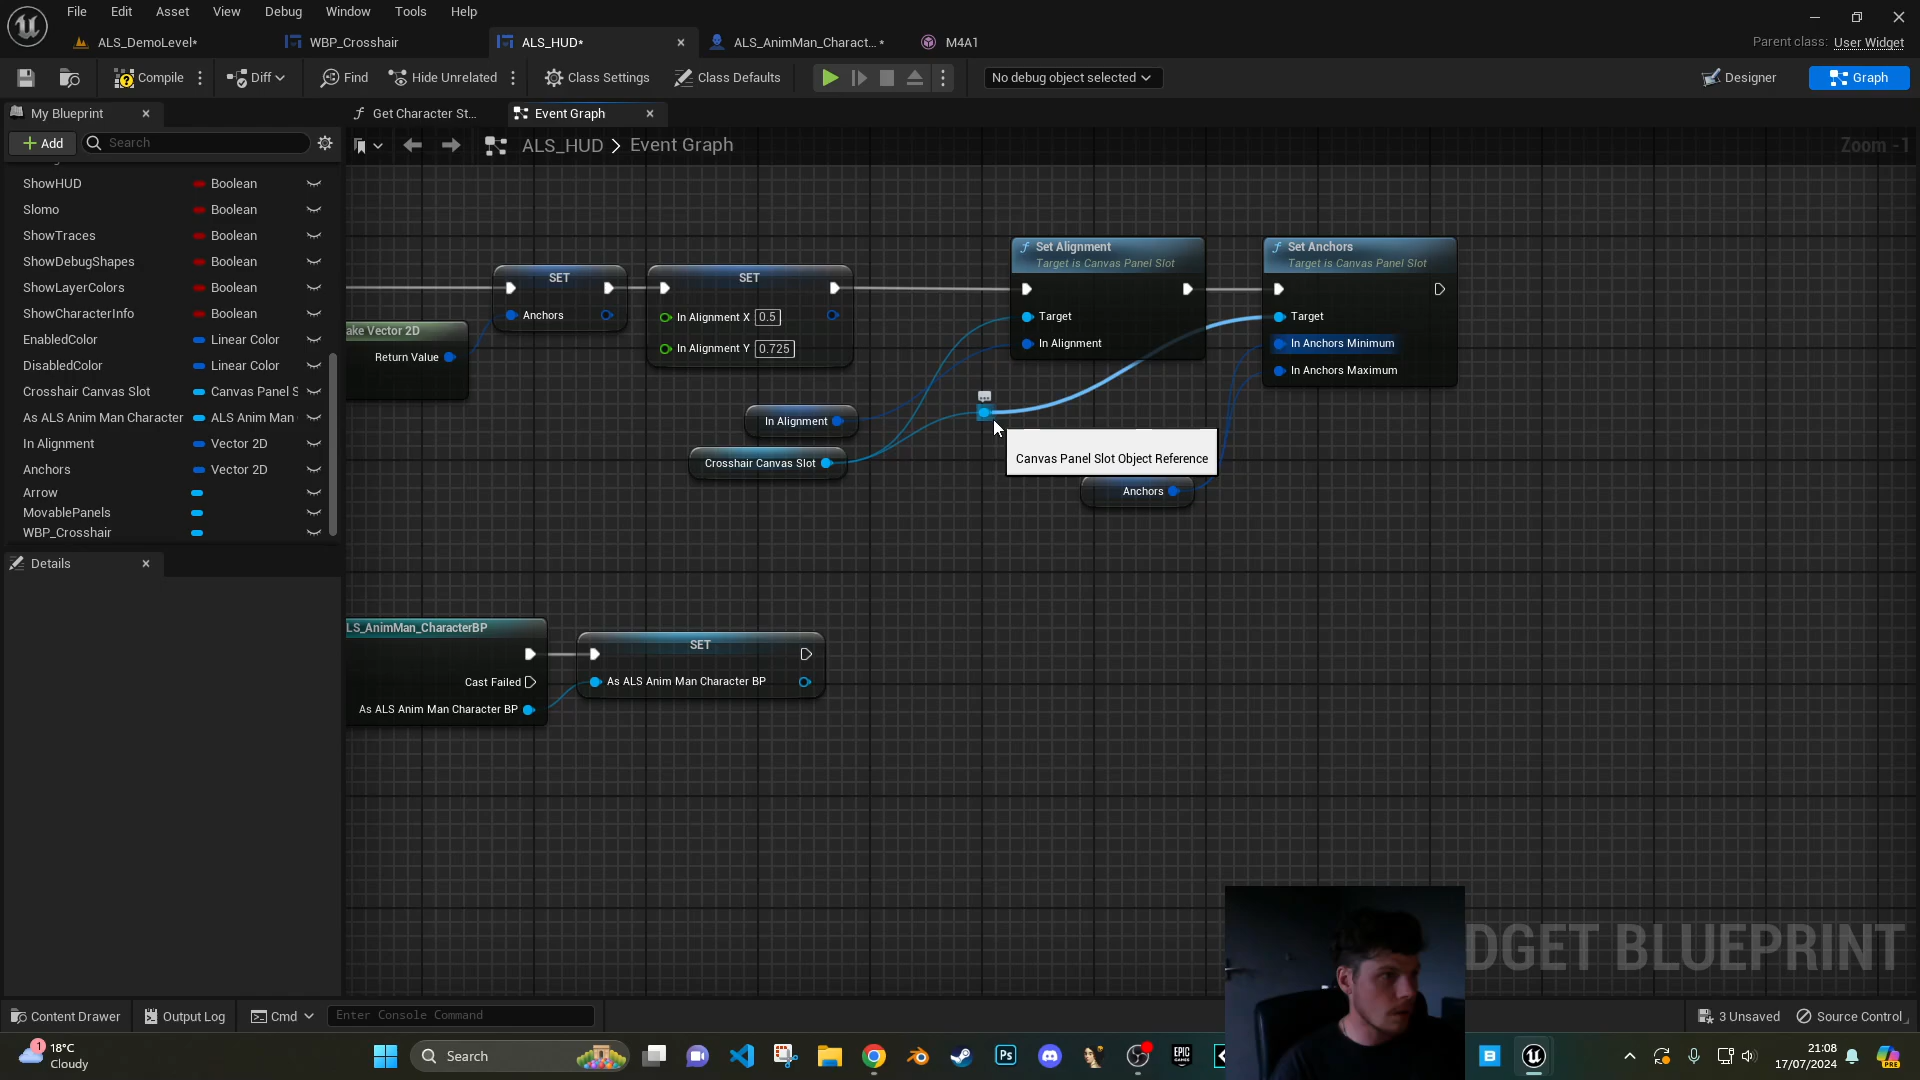 File Edit Asset View Debug Window Tools Help
ALS_DemoLevel* WBP_Crosshair ALS_HUD* ALS_AnimMan_Charact...* M4A1
Parent class: User Widget
Compile Diff Find Hide Unrelated Class Settings Class Defaults No debug object selected Designer Graph
My Blueprint
Get Character St... Event Graph
Add Search
ALS_HUD > Event Graph
Zoom -1
ShowHUD Boolean
Slomo Boolean
ShowTraces Boolean
ShowDebugShapes Boolean
ShowLayerColors Boolean
ShowCharacterInfo Boolean
EnabledColor Linear Color
DisabledColor Linear Color
Crosshair Canvas Slot Canvas Panel S
As ALS Anim Man Character ALS Anim Man
In Alignment Vector 2D
Anchors Vector 2D
Arrow
MovablePanels
WBP_Crosshair
Details
ake Vector 2D
Return Value
SET
Anchors
SET
In Alignment X 0.5
In Alignment Y 0.725
Set Alignment
Target is Canvas Panel Slot
Target
In Alignment
Set Anchors
Target is Canvas Panel Slot
Target
In Anchors Minimum
In Anchors Maximum
In Alignment
Crosshair Canvas Slot
Canvas Panel Slot Object Reference
Anchors
LS_AnimMan_CharacterBP
Cast Failed
As ALS Anim Man Character BP
SET
As ALS Anim Man Character BP
DGET BLUEPRINT
Content Drawer Output Log Cmd Enter Console Command
3 Unsaved Source Control
1
18°C
Cloudy
Search
Ps
EPIC
GAMES
B
21:08
17/07/2024
PRE